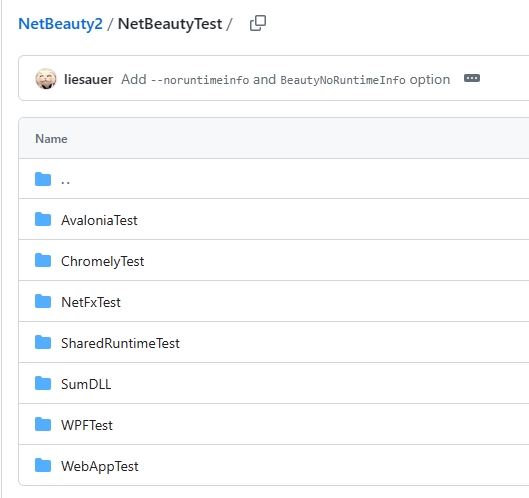 NetBeauty2 / NetBeautyTest /
liesauer Add --noruntimeinfo and BeautyNoRuntimeInfo option
Name
..
AvaloniaTest
ChromelyTest
NetFxTest
SharedRuntimeTest
SumDLL
WPFTest
WebAppTest